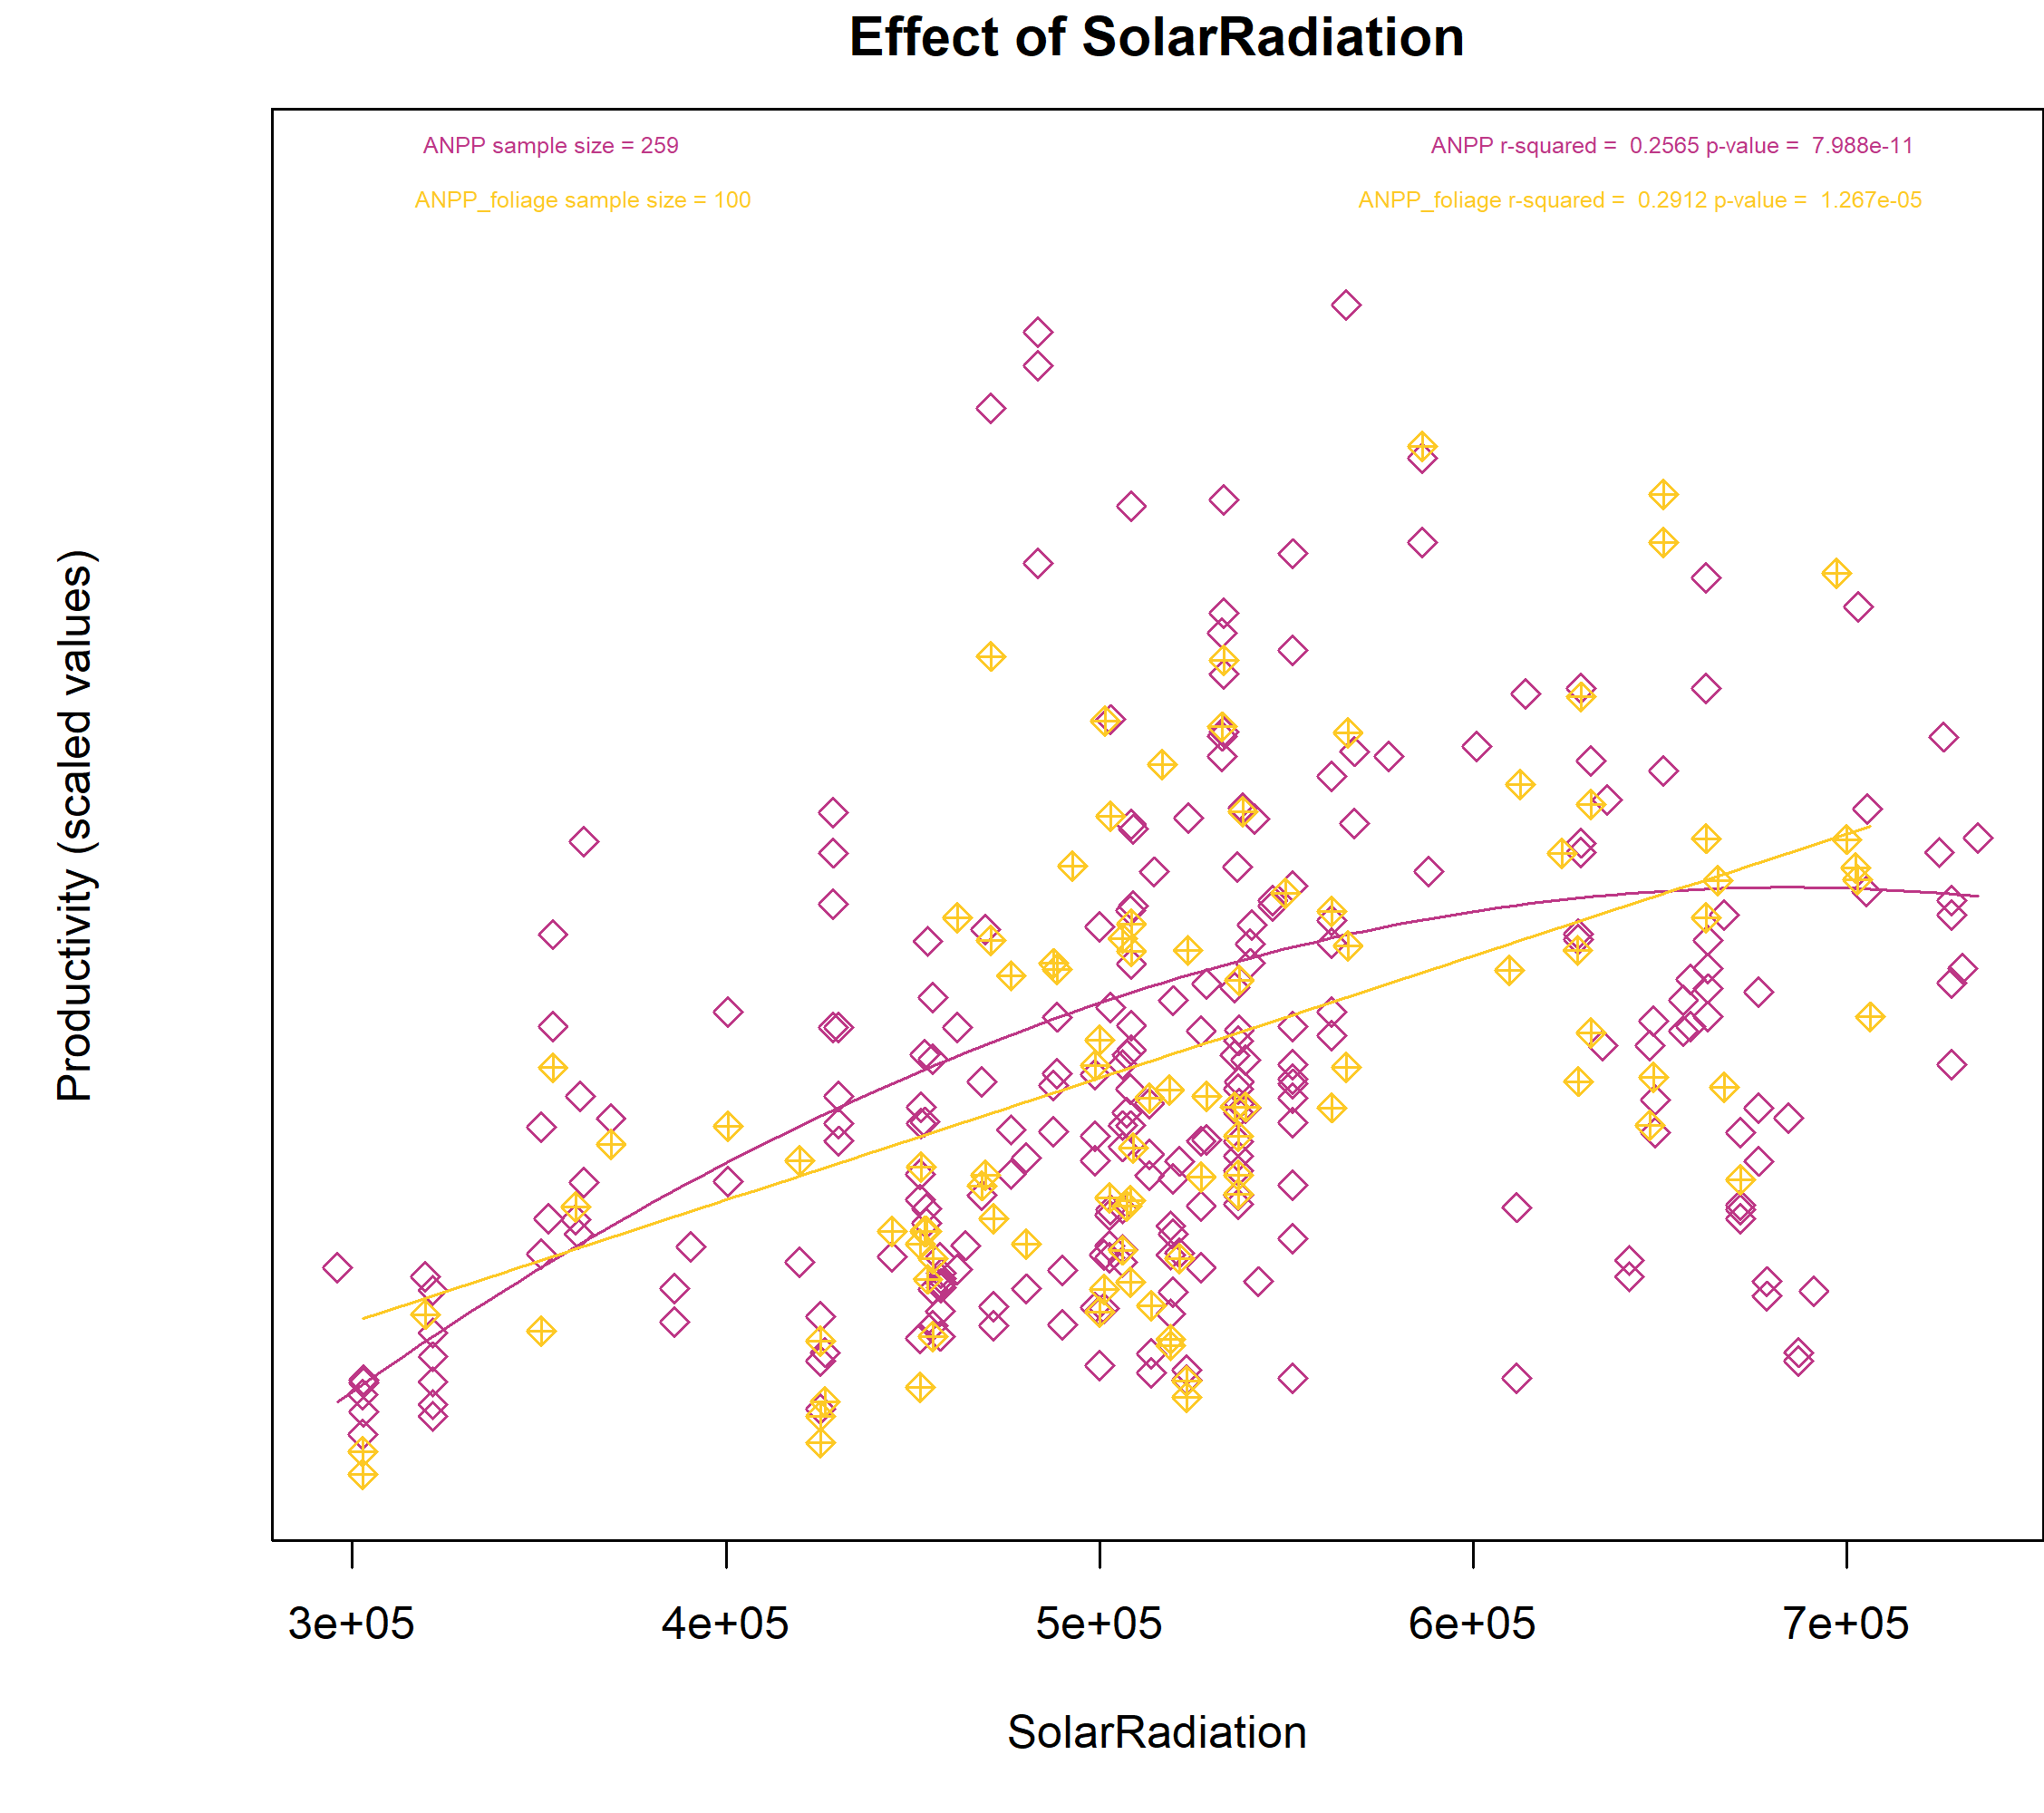 Effect of SolarRadiation
ANPP sample size = 259
ANPP r-squared = 0.2565 p-value = 7.988e-11
ANPP_foliage sample size = 100
ANPP_foliage r-squared = 0.2912 p-value = 1.267e-05
Productivity (scaled values)
3e+05 4e+05 5e+05 6e+05 7e+05
SolarRadiation